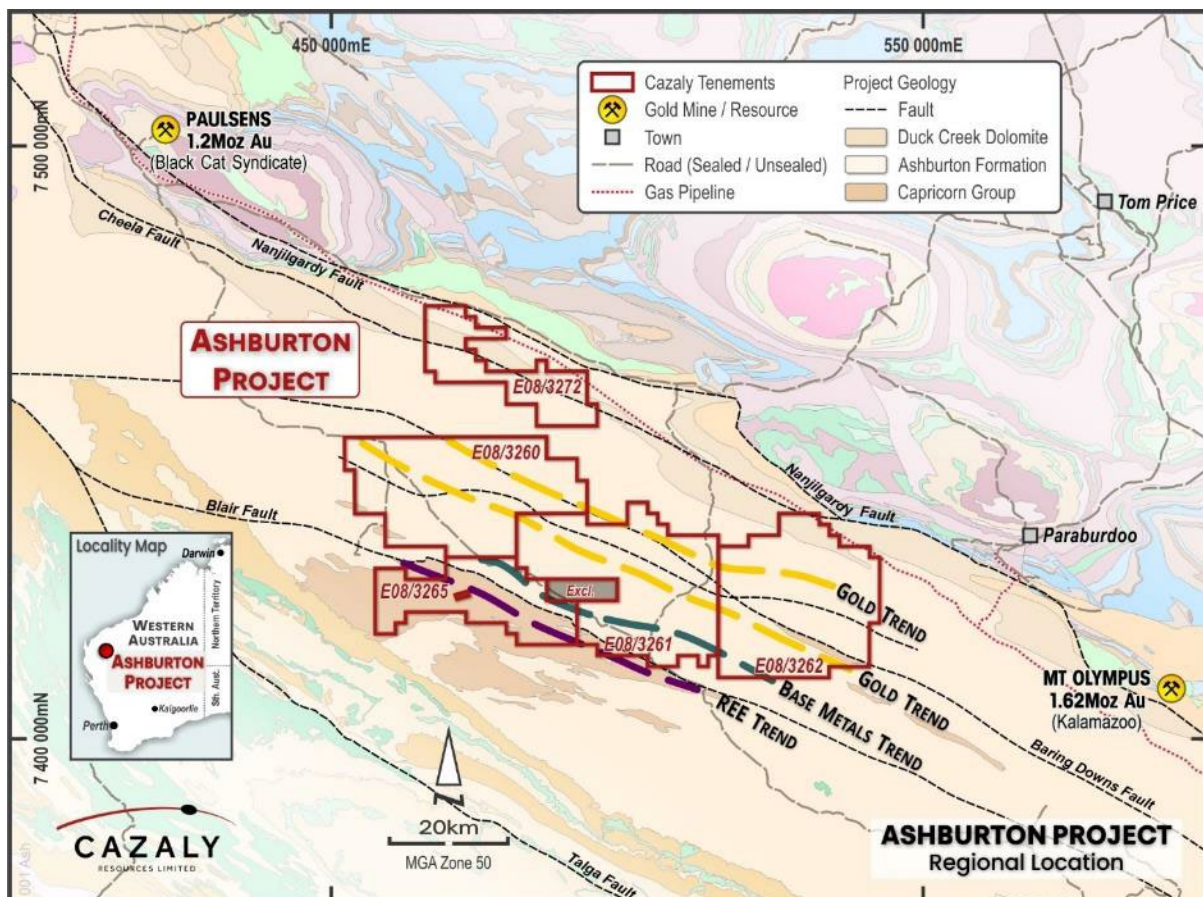 450 000mE
550 000mE
7 500 000mN
7 400 000mN
Cazaly Tenements
Gold Mine / Resource
Town
Road (Sealed / Unsealed)
Gas Pipeline
Project Geology
Fault
Duck Creek Dolomite
Ashburton Formation
Capricorn Group
PAULSENS
1.2Moz Au
(Black Cat Syndicate)
Tom Price
Cheela Fault
Nanjilgardy Fault
ASHBURTON
PROJECT
E08/3272
E08/3260
Nanjilgardy Fault
Blair Fault
Paraburdoo
Excl.
E08/3265
E08/3261
E08/3262
GOLD TREND
GOLD TREND
BASE METALS TREND
REE TREND
MT OLYMPUS
1.62Moz Au
(Kalamazoo)
Baring Downs Fault
Talga Fault
Locality Map
Darwin
Northern Territory
WESTERN
AUSTRALIA
ASHBURTON
PROJECT
Sth. Aust.
Kalgoorlie
Perth
20km
MGA Zone 50
CAZALY
RESOURCES LIMITED
ASHBURTON PROJECT
Regional Location
001 Ash